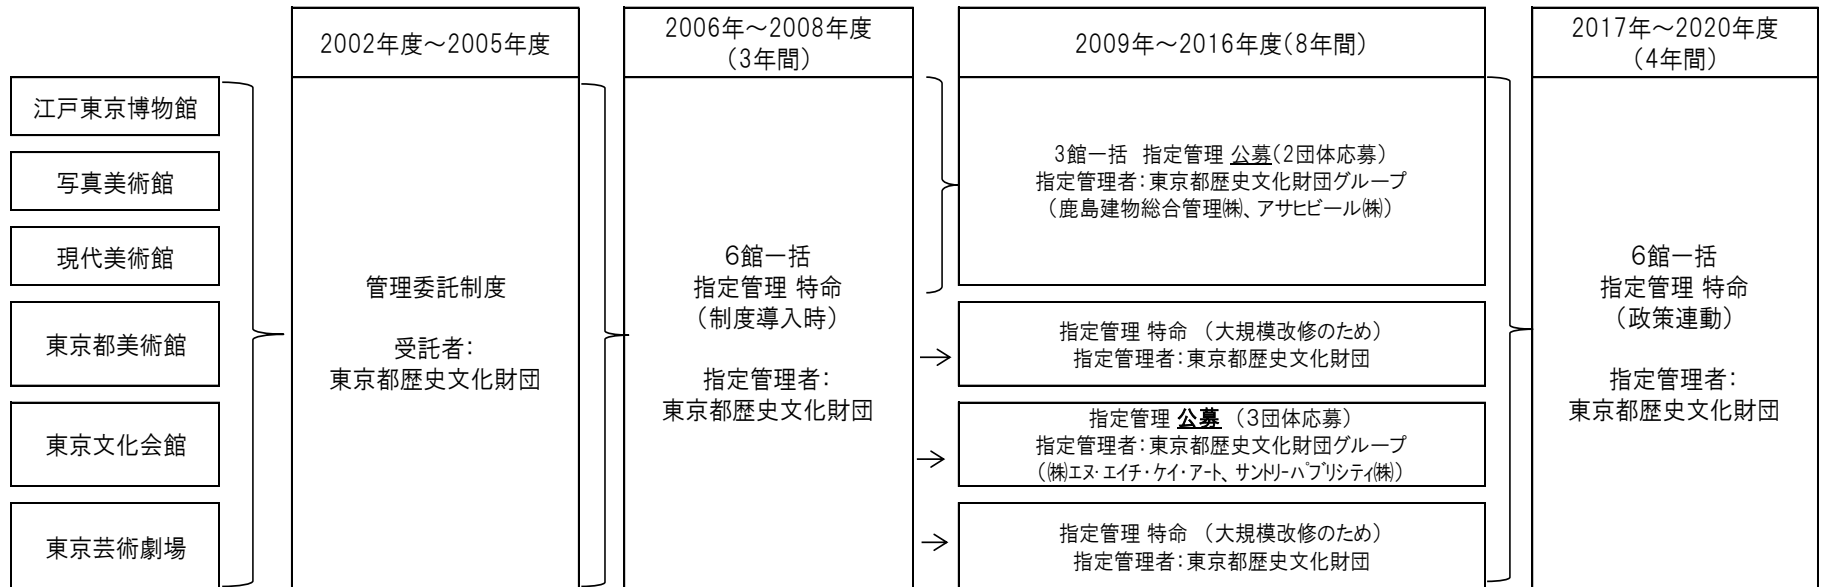 江戸東京博物館
写真美術館
現代美術館
東京都美術館
東京文化会館
東京芸術劇場
2002年度～2005年度
管理委託制度
受託者：
東京都歴史文化財団
2006年～2008年度
（3年間）
6館一括
指定管理 特命
（制度導入時）
指定管理者：
東京都歴史文化財団
2009年～2016年度(8年間)
3館一括 指定管理 公募(2団体応募)
指定管理者：東京都歴史文化財団グループ
（鹿島建物総合管理㈱、アサヒビール㈱）
→
指定管理 特命 （大規模改修のため）
指定管理者：東京都歴史文化財団
→
指定管理 公募 （3団体応募）
指定管理者：東京都歴史文化財団グループ
（㈱エヌ・エイチ・ケイ・アート、サントリーパブリシティ㈱）
→
指定管理 特命 （大規模改修のため）
指定管理者：東京都歴史文化財団
2017年～2020年度
（4年間）
6館一括
指定管理 特命
（政策連動）
指定管理者：
東京都歴史文化財団